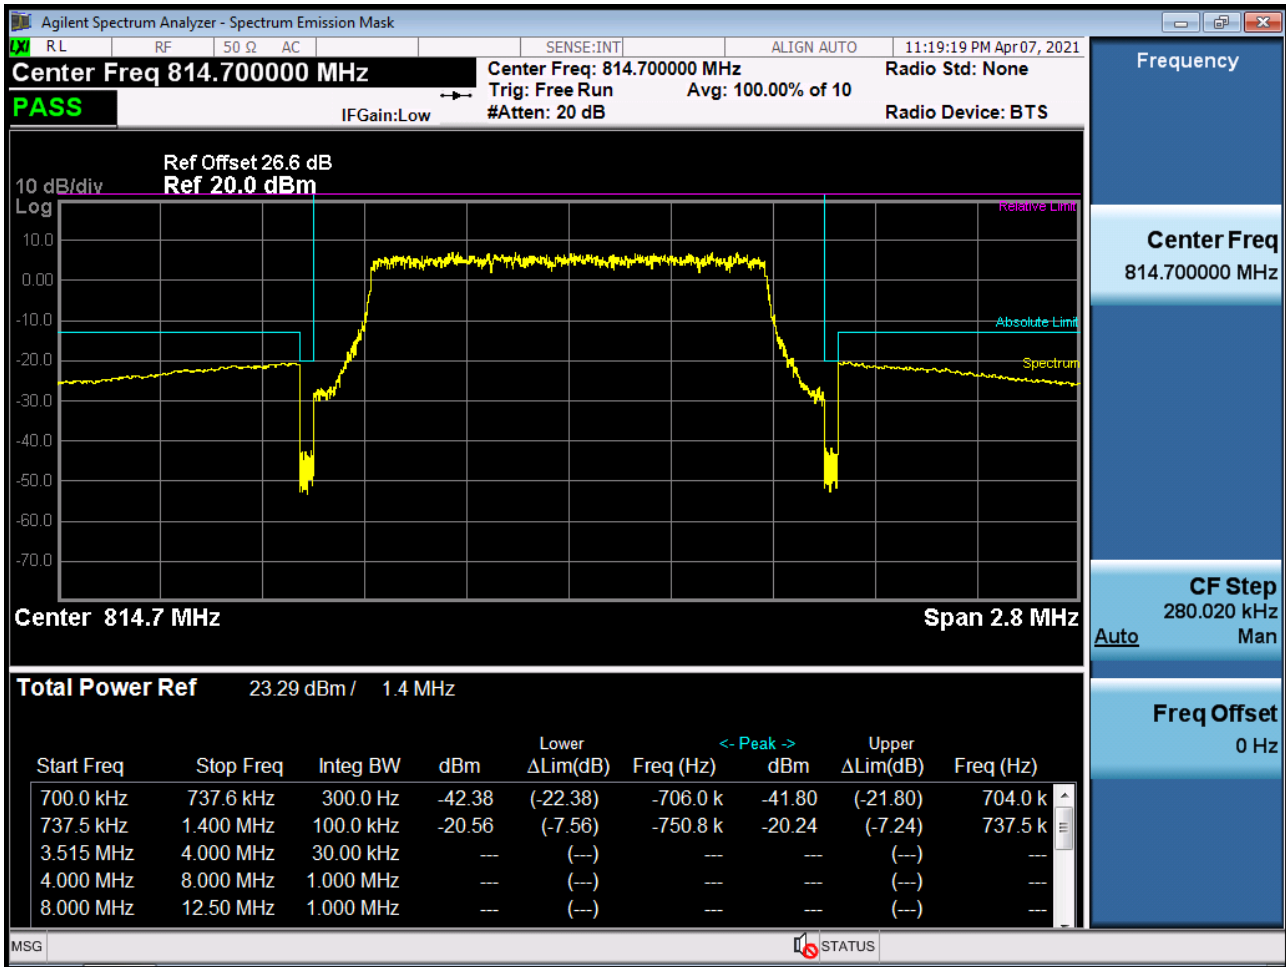 Agilent Spectrum Analyzer - Spectrum Emission Mask
LXI RL RF 50 Ω AC SENSE:INT ALIGN AUTO 11:19:19 PM Apr 07, 2021
Center Freq 814.700000 MHz
Center Freq: 814.700000 MHz Radio Std: None
Trig: Free Run Avg: 100.00% of 10
PASS
IFGain:Low #Atten: 20 dB Radio Device: BTS
Ref Offset 26.6 dB
10 dB/div Ref 20.0 dBm
Log
Relative Limit
10.0
0.00
-10.0
Absolute Limit
-20.0
Spectrum
-30.0
-40.0
-50.0
-60.0
-70.0
Center 814.7 MHz Span 2.8 MHz
Total Power Ref 23.29 dBm / 1.4 MHz
Lower <- Peak -> Upper
Start Freq Stop Freq Integ BW dBm ΔLim(dB) Freq (Hz) dBm ΔLim(dB) Freq (Hz)
700.0 kHz 737.6 kHz 300.0 Hz -42.38 (-22.38) -706.0 k -41.80 (-21.80) 704.0 k
737.5 kHz 1.400 MHz 100.0 kHz -20.56 (-7.56) -750.8 k -20.24 (-7.24) 737.5 k
3.515 MHz 4.000 MHz 30.00 kHz --- (---) --- --- (---) ---
4.000 MHz 8.000 MHz 1.000 MHz --- (---) --- --- (---) ---
8.000 MHz 12.50 MHz 1.000 MHz --- (---) --- --- (---) ---
MSG STATUS
Frequency
Center Freq
814.700000 MHz
CF Step
280.020 kHz
Auto Man
Freq Offset
0 Hz